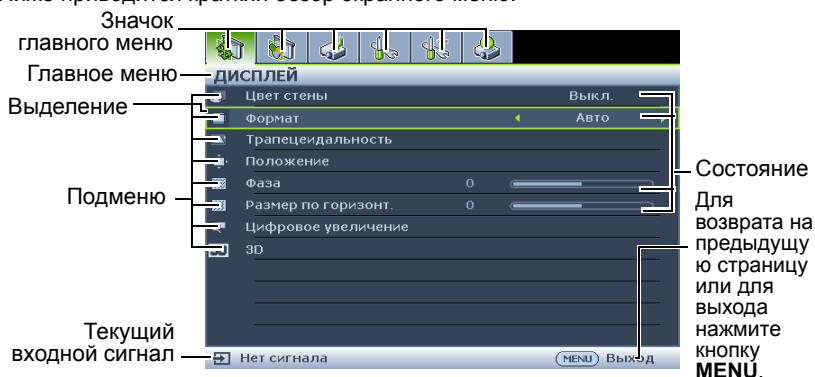 Ниже приводится краткий обзор экранного меню.
Значок
главного меню
Главное меню
ДИСПЛЕЙ
Выделение
Цвет стены Выкл.
Формат Авто
Трапецеидальность
Положение
Подменю
Фаза 0
Размер по горизонт. 0
Цифровое увеличение
3D
Состояние
Для
возврата на
предыдущу
ю страницу
или для
выхода
нажмите
кнопку
MENU.
Текущий
входной сигнал
Нет сигнала MENU Выход